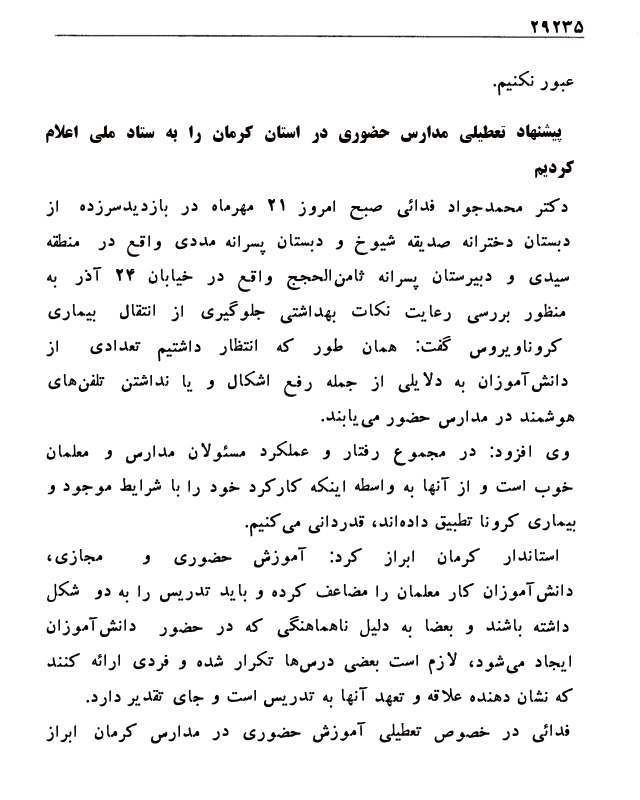 ۲۹۲۳۵
عبور نکنیم.
پیشنهاد تعطیلی مدارس حضوری در استان کرمان را به ستاد ملی اعلام
کردیم
دکتر محمدجواد فدائی صبح امروز ۲۱ مهرماه در بازدیدسرزده از
دبستان دخترانه صدیقه شیوخ و دبستان پسرانه مددی واقع در منطقه
سیدی و دبیرستان پسرانه ثامن‌الحجج واقع در خیابان ۲۴ آذر به
منظور بررسی رعایت نکات بهداشتی جلوگیری از انتقال بیماری
کروناویروس گفت: همان طور که انتظار داشتیم تعدادی از
دانش‌آموزان به دلایلی از جمله رفع اشکال و یا نداشتن تلفن‌های
هوشمند در مدارس حضور می‌یابند.
وی افزود: در مجموع رفتار و عملکرد مسئولان مدارس و معلمان
خوب است و از آنها به واسطه اینکه کارکرد خود را با شرایط موجود و
بیماری کرونا تطبیق داده‌اند، قدردانی می‌کنیم.
استاندار کرمان ابراز کرد: آموزش حضوری و مجازی،
دانش‌آموزان کار معلمان را مضاعف کرده و باید تدریس را به دو شکل
داشته باشند و بعضا به دلیل ناهماهنگی که در حضور دانش‌آموزان
ایجاد می‌شود، لازم است بعضی درس‌ها تکرار شده و فردی ارائه کنند
که نشان دهنده علاقه و تعهد آنها به تدریس است و جای تقدیر دارد.
فدائی در خصوص تعطیلی آموزش حضوری در مدارس کرمان ابراز